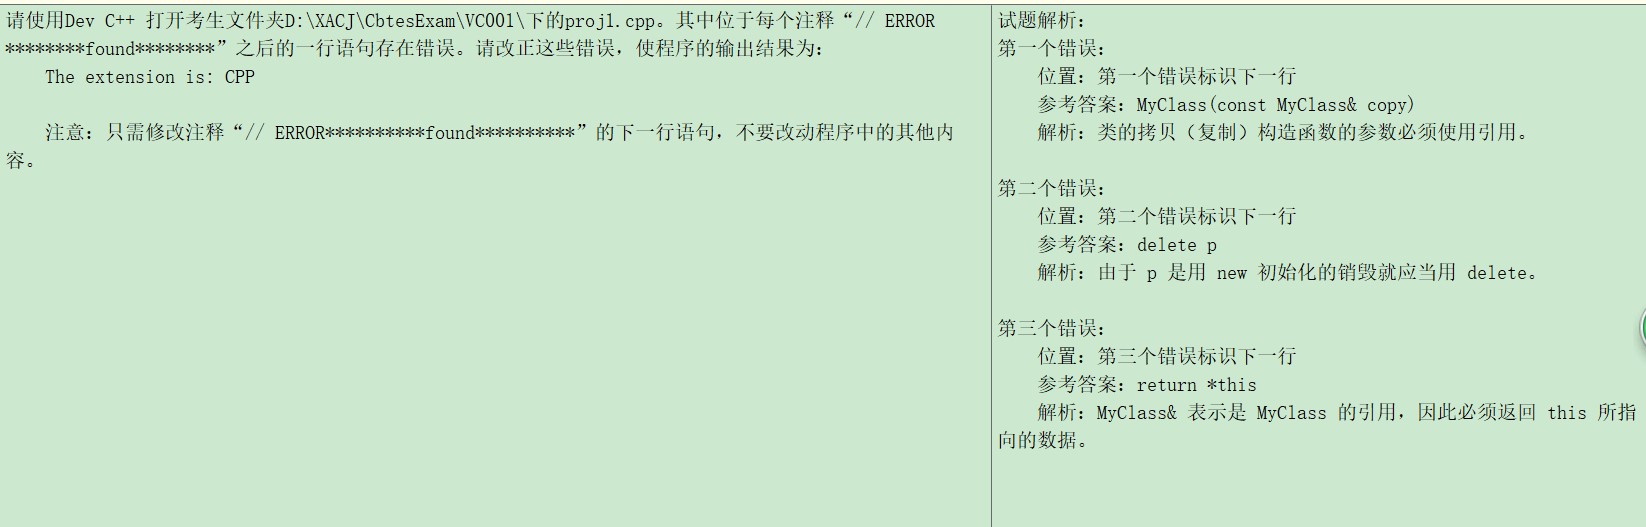 请使用Dev C++ 打开考生文件夹D:\XACJ\CbtesExam\VC001\下的proj1.cpp。其中位于每个注释“// ERROR
********found********”之后的一行语句存在错误。请改正这些错误，使程序的输出结果为：
The extension is: CPP
注意：只需修改注释“// ERROR**********found**********”的下一行语句，不要改动程序中的其他内
容。
试题解析：
第一个错误：
位置：第一个错误标识下一行
参考答案：MyClass(const MyClass& copy)
解析：类的拷贝（复制）构造函数的参数必须使用引用。
第二个错误：
位置：第二个错误标识下一行
参考答案：delete p
解析：由于 p 是用 new 初始化的销毁就应当用 delete。
第三个错误：
位置：第三个错误标识下一行
参考答案：return *this
解析：MyClass& 表示是 MyClass 的引用，因此必须返回 this 所指
向的数据。